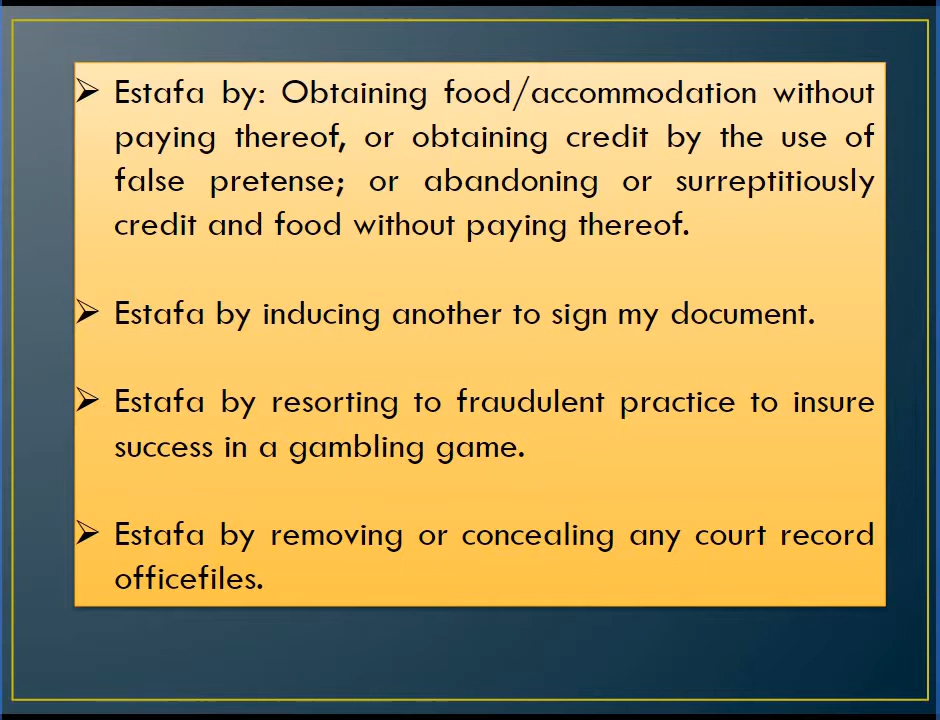 ➢ Estafa by: Obtaining food/accommodation without
paying thereof, or obtaining credit by the use of
false pretense; or abandoning or surreptitiously
credit and food without paying thereof.
➢ Estafa by inducing another to sign my document.
➢ Estafa by resorting to fraudulent practice to insure
success in a gambling game.
➢ Estafa by removing or concealing any court record
officefiles.